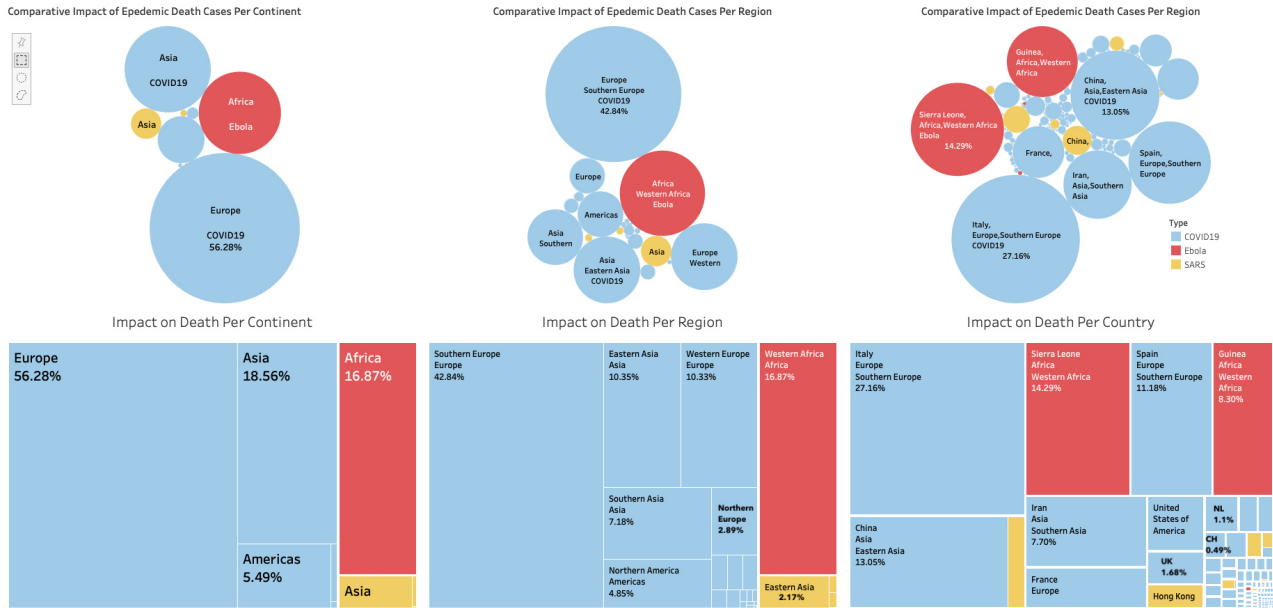 Comparative Impact of Epedemic Death Cases Per Continent
Asia
COVID19
Africa
Ebola
Asia
Europe
COVID19
56.28%
Comparative Impact of Epedemic Death Cases Per Region
Europe
Southern Europe
COVID19
42.84%
Europe
Africa
Western Africa
Ebola
Americas
Asia
Southern
Asia
Europe
Western
Asia
Eastern Asia
COVID19
Comparative Impact of Epedemic Death Cases Per Region
Guinea,
Africa,Western
Africa
China,
Asia,Eastern Asia
COVID19
13.05%
Sierra Leone,
Africa,Western Africa
Ebola
14.29%
France,
China,
Spain,
Europe,Southern
Europe
Iran,
Asia,Southern
Asia
Italy,
Europe,Southern Europe
COVID19
27.16%
Type
COVID19
Ebola
SARS
Impact on Death Per Continent
Europe
56.28%
Asia
18.56%
Africa
16.87%
Americas
5.49%
Asia
Impact on Death Per Region
Southern Europe
Europe
42.84%
Eastern Asia
Asia
10.35%
Western Europe
Europe
10.33%
Western Africa
Africa
16.87%
Southern Asia
Asia
7.18%
Northern
Europe
2.89%
Northern America
Americas
4.85%
Eastern Asia
2.17%
Impact on Death Per Country
Italy
Europe
Southern Europe
27.16%
Sierra Leone
Africa
Western Africa
14.29%
Spain
Europe
Southern Europe
11.18%
Guinea
Africa
Western
Africa
8.30%
China
Asia
Eastern Asia
13.05%
Iran
Asia
Southern Asia
7.70%
United
States of
America
NL
1.1%
CH
0.49%
France
Europe
UK
1.68%
Hong Kong